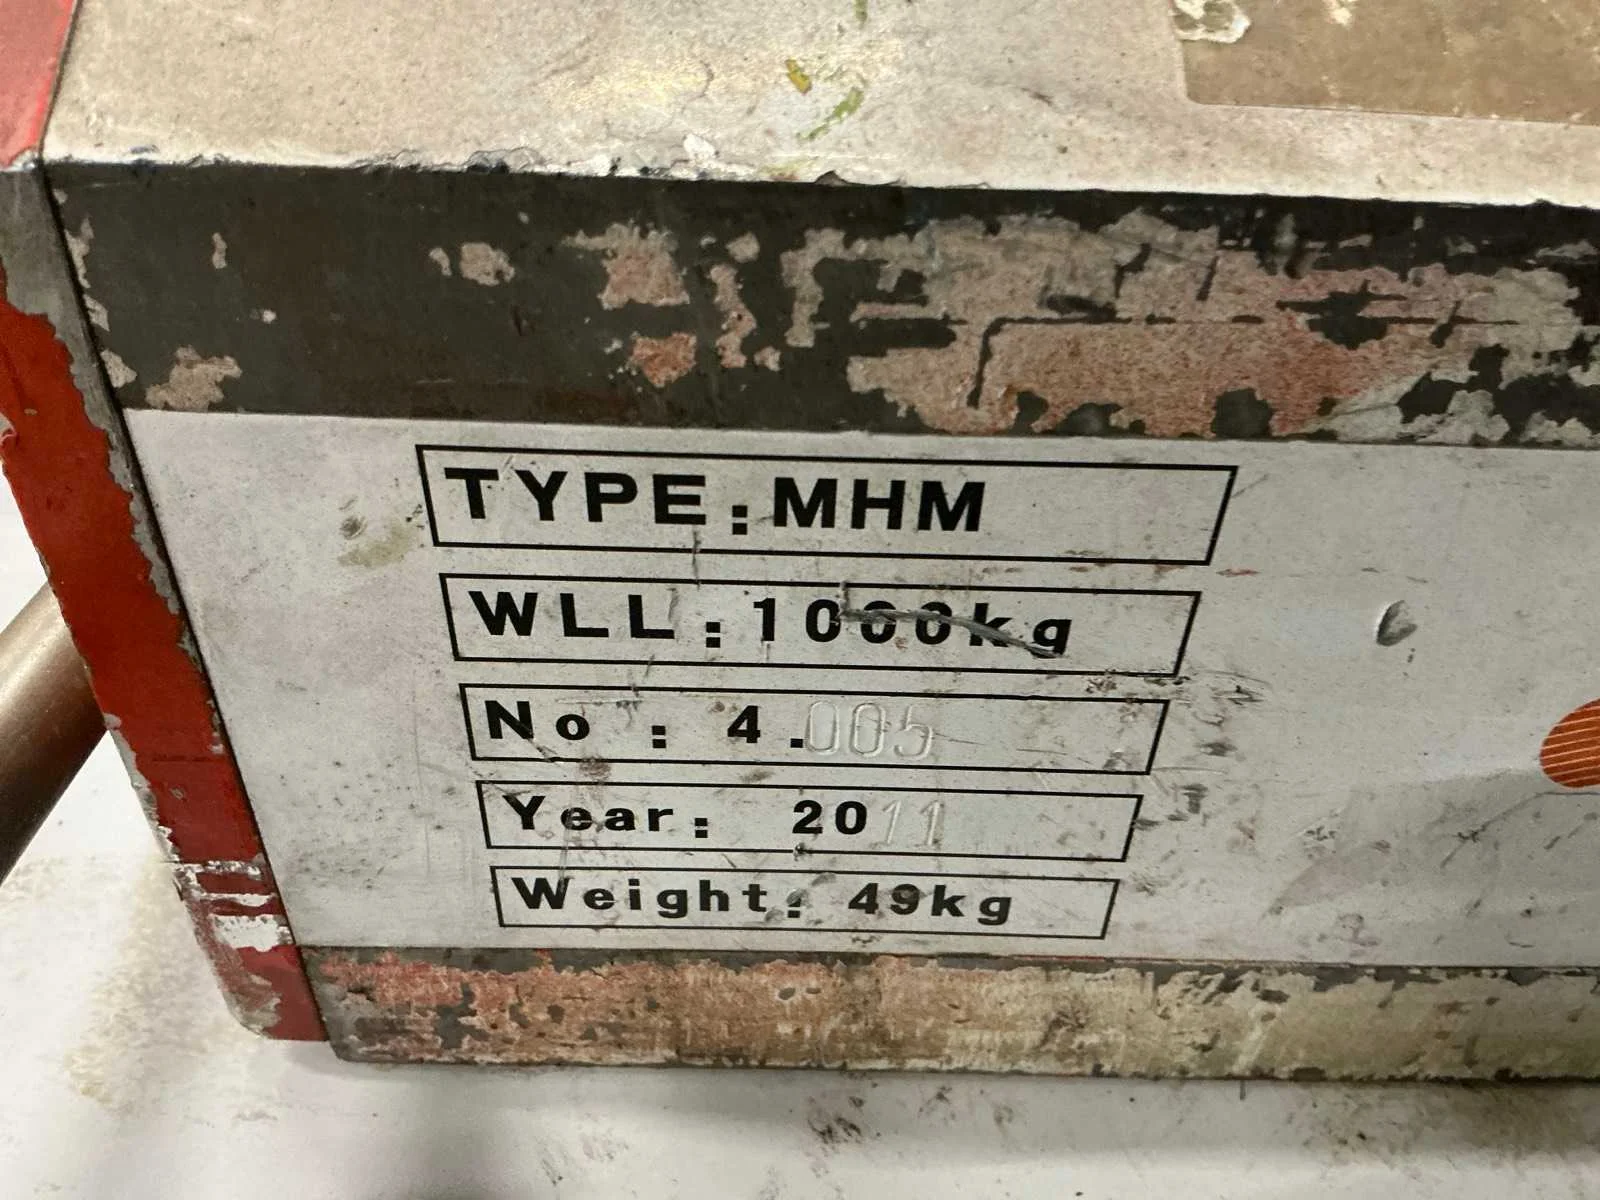 TYPE: MHM
WLL: 1000kg
No : 4.005
Year: 2011
Weight: 49kg